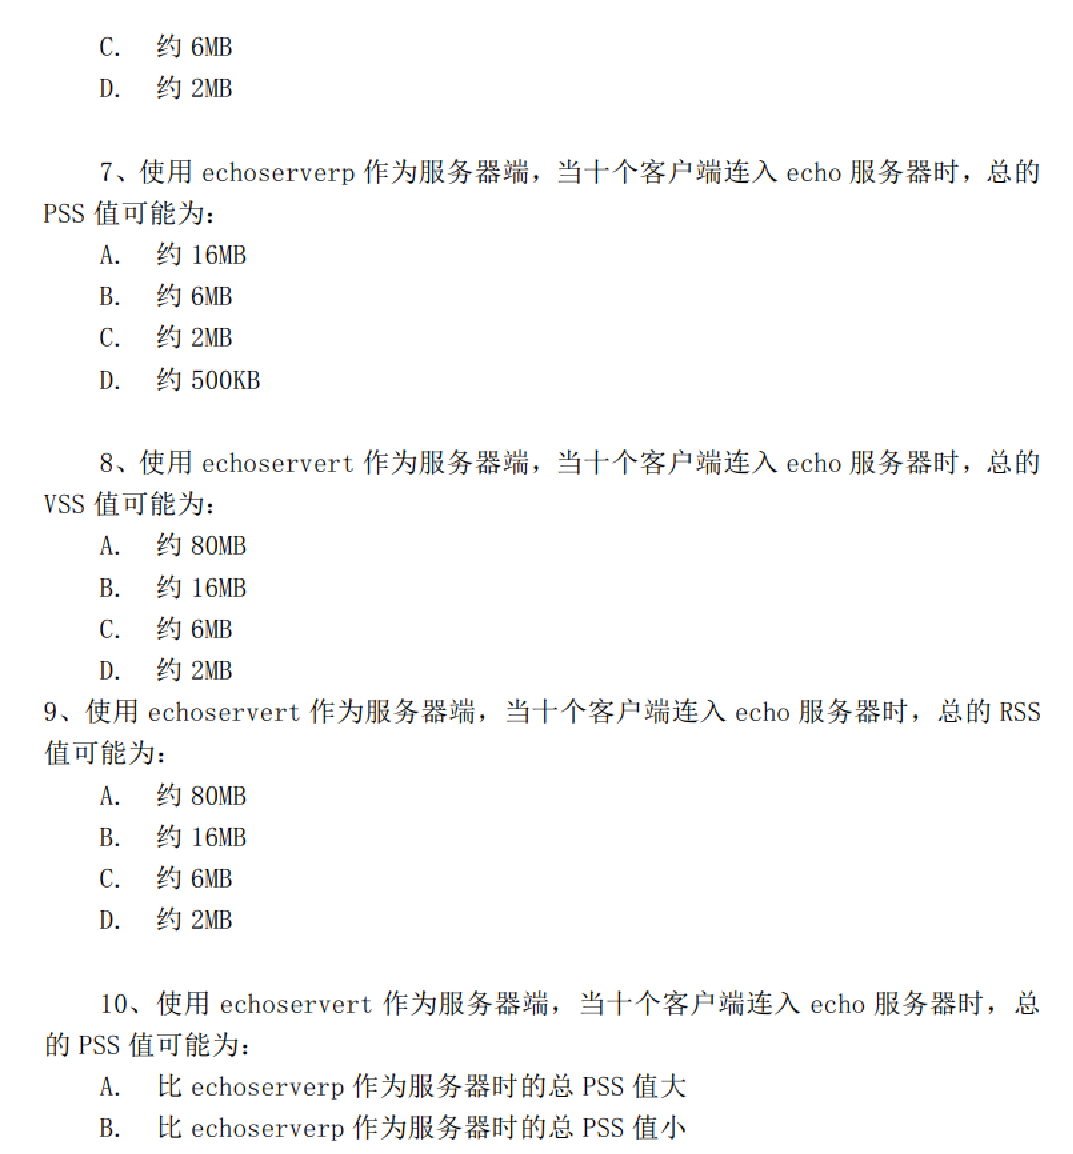 C. 约 6MB
D. 约 2MB
7、使用 echoserverp 作为服务器端，当十个客户端连入 echo 服务器时，总的
PSS 值可能为：
A. 约 16MB
B. 约 6MB
C. 约 2MB
D. 约 500KB
8、使用 echoservert 作为服务器端，当十个客户端连入 echo 服务器时，总的
VSS 值可能为：
A. 约 80MB
B. 约 16MB
C. 约 6MB
D. 约 2MB
9、使用 echoservert 作为服务器端，当十个客户端连入 echo 服务器时，总的 RSS
值可能为：
A. 约 80MB
B. 约 16MB
C. 约 6MB
D. 约 2MB
10、使用 echoservert 作为服务器端，当十个客户端连入 echo 服务器时，总
的 PSS 值可能为：
A. 比 echoserverp 作为服务器时的总 PSS 值大
B. 比 echoserverp 作为服务器时的总 PSS 值小